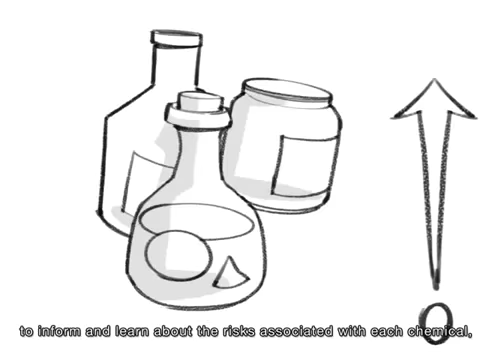 to inform and learn about the risks associated with each chemical,